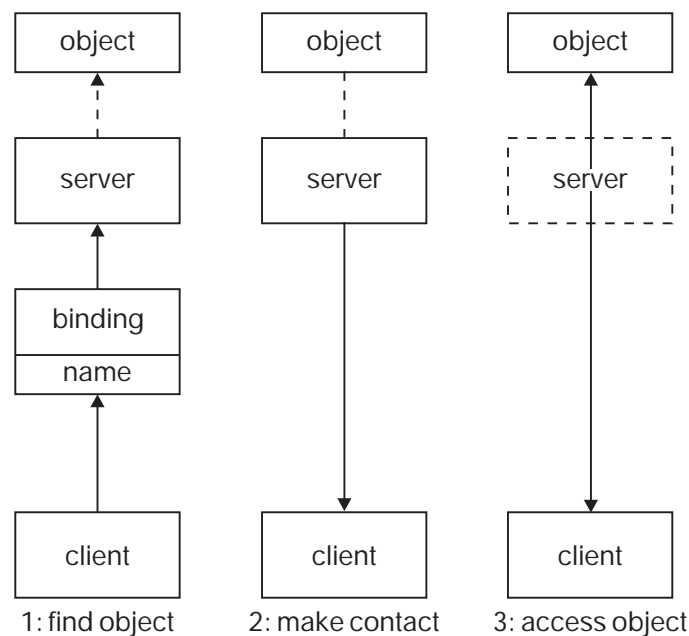 object
server
binding
name
client
1: find object
object
server
client
2: make contact
object
server
client
3: access object